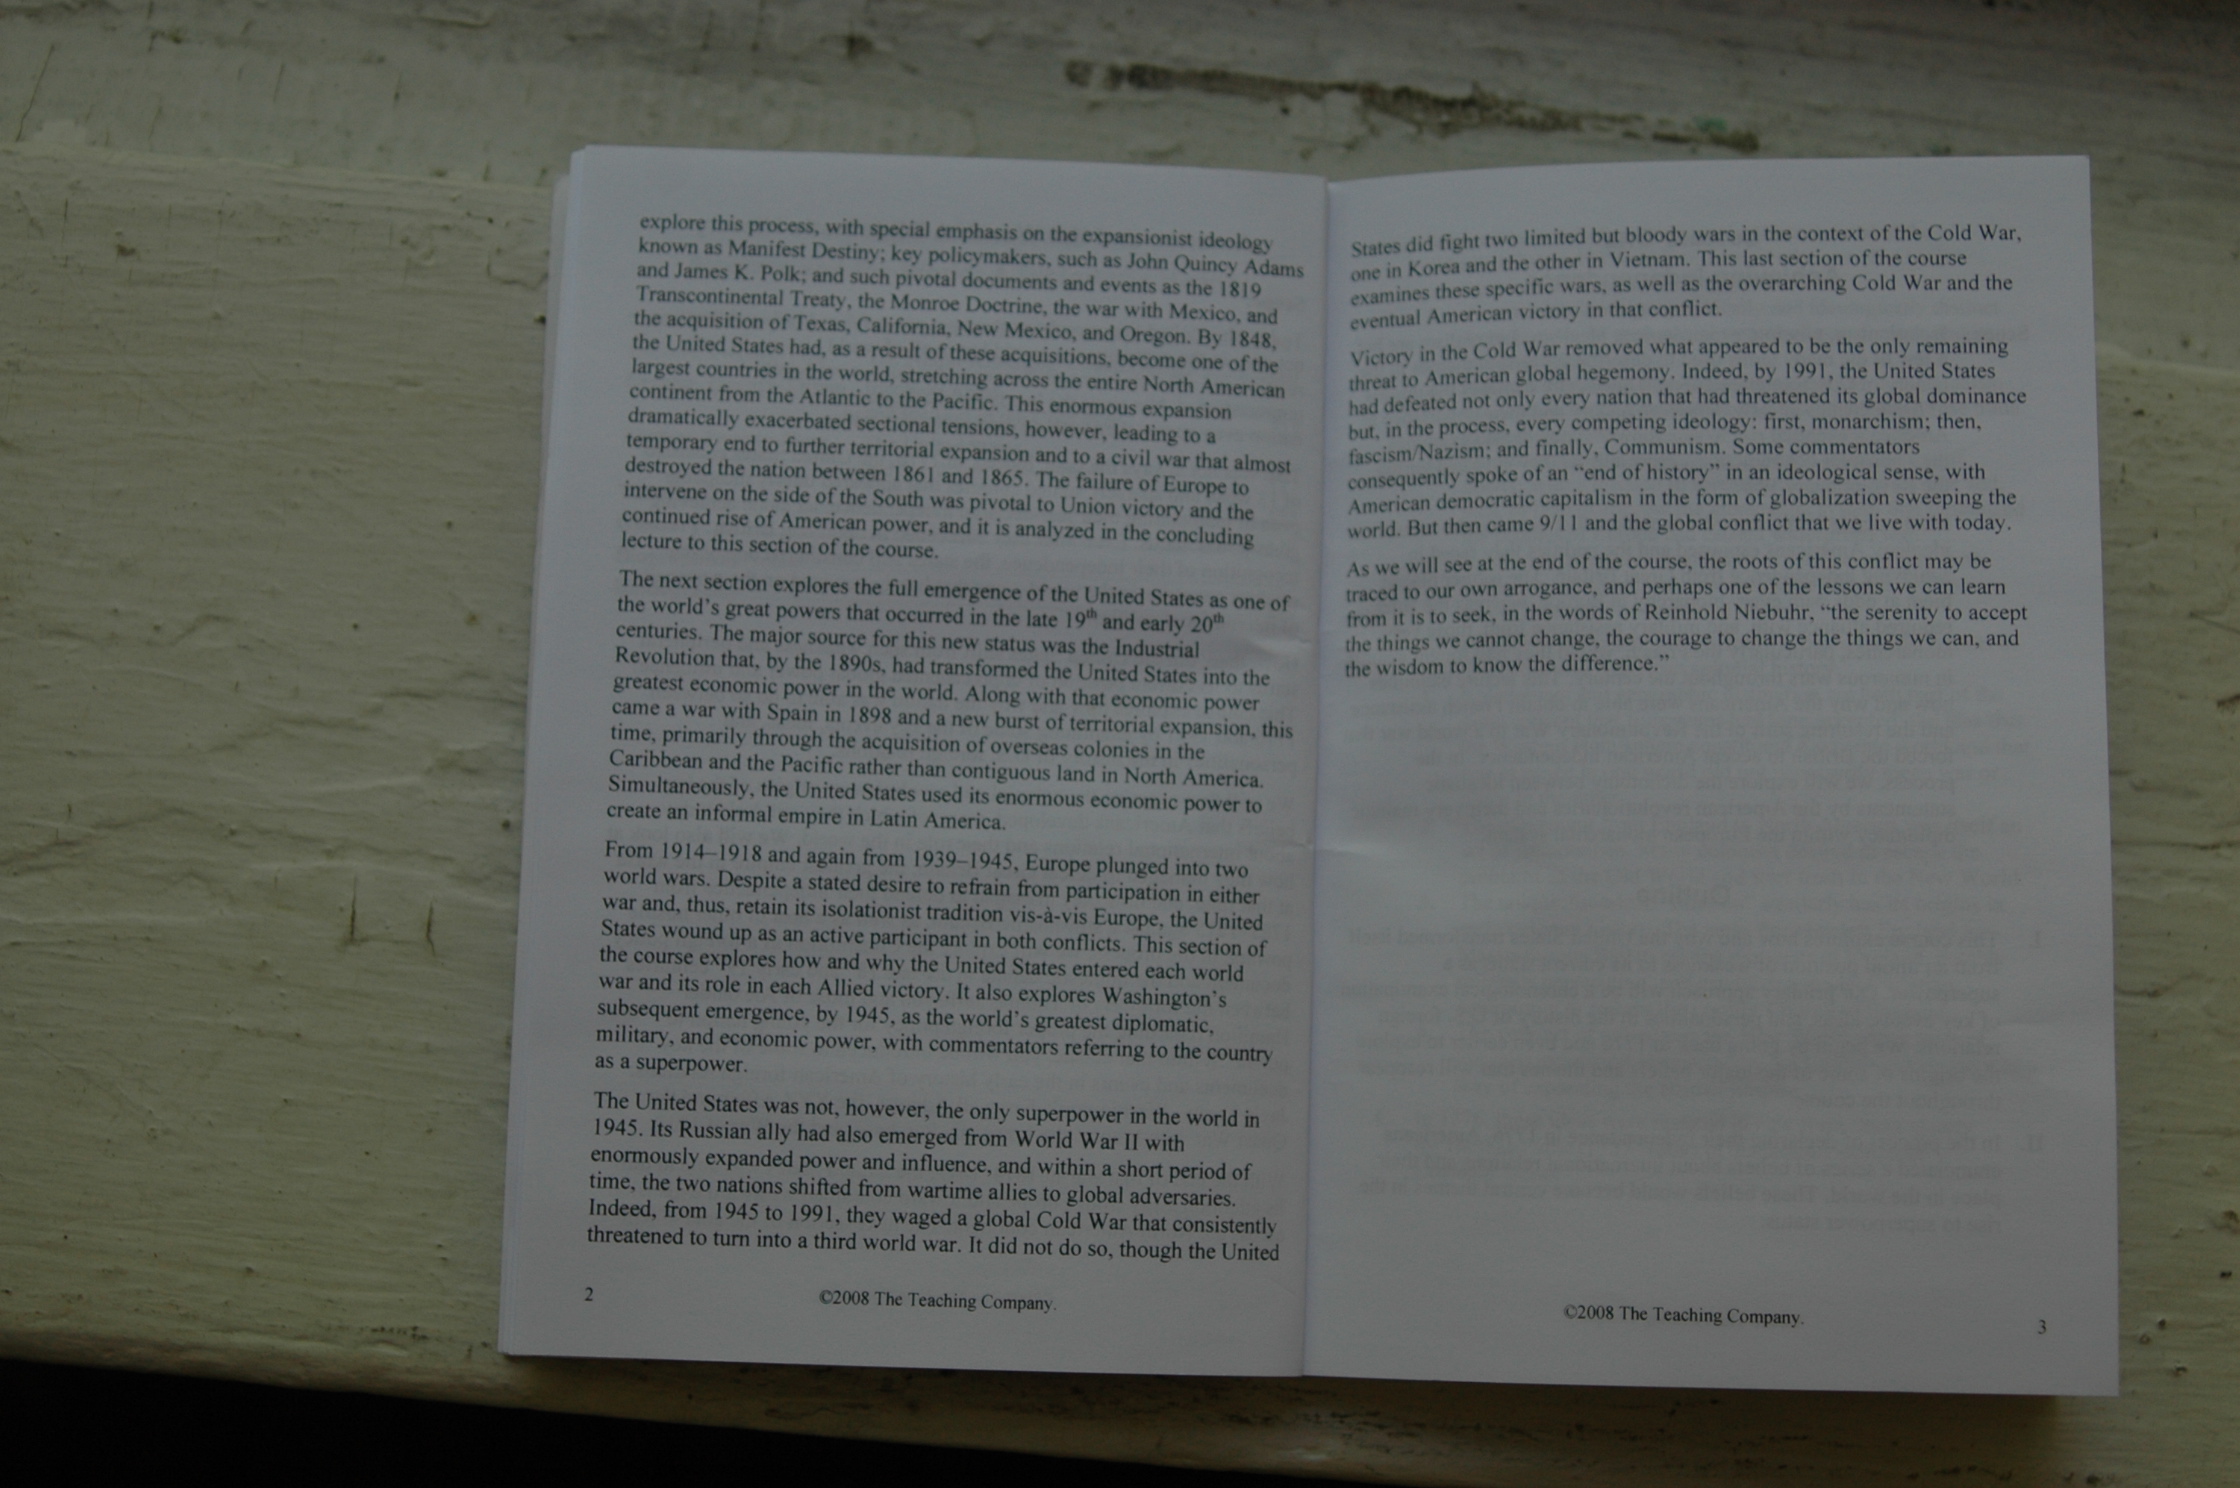 explore this process, with special emphasis on the expansionist ideology
known as Manifest Destiny; key policymakers, such as John Quincy Adams
and James K. Polk; and such pivotal documents and events as the 1819
Transcontinental Treaty, the Monroe Doctrine, the war with Mexico, and
the acquisition of Texas, California, New Mexico, and Oregon. By 1848,
the United States had, as a result of these acquisitions, become one of the
largest countries in the world, stretching across the entire North American
continent from the Atlantic to the Pacific. This enormous expansion
dramatically exacerbated sectional tensions, however, leading to a
temporary end to further territorial expansion and to a civil war that almost
destroyed the nation between 1861 and 1865. The failure of Europe to
intervene on the side of the South was pivotal to Union victory and the
continued rise of American power, and it is analyzed in the concluding
lecture to this section of the course.
The next section explores the full emergence of the United States as one of
the world's great powers that occurred in the late 19th and early 20th
centuries. The major source for this new status was the Industrial
Revolution that, by the 1890s, had transformed the United States into the
greatest economic power in the world. Along with that economic power
came a war with Spain in 1898 and a new burst of territorial expansion, this
time, primarily through the acquisition of overseas colonies in the
Caribbean and the Pacific rather than contiguous land in North America.
Simultaneously, the United States used its enormous economic power to
create an informal empire in Latin America.
From 1914–1918 and again from 1939–1945, Europe plunged into two
world wars. Despite a stated desire to refrain from participation in either
war and, thus, retain its isolationist tradition vis-à-vis Europe, the United
States wound up as an active participant in both conflicts. This section of
the course explores how and why the United States entered each world
war and its role in each Allied victory. It also explores Washington's
subsequent emergence, by 1945, as the world's greatest diplomatic,
military, and economic power, with commentators referring to the country
as a superpower.
The United States was not, however, the only superpower in the world in
1945. Its Russian ally had also emerged from World War II with
enormously expanded power and influence, and within a short period of
time, the two nations shifted from wartime allies to global adversaries.
Indeed, from 1945 to 1991, they waged a global Cold War that consistently
threatened to turn into a third world war. It did not do so, though the United
2
©2008 The Teaching Company.
States did fight two limited but bloody wars in the context of the Cold War,
one in Korea and the other in Vietnam. This last section of the course
examines these specific wars, as well as the overarching Cold War and the
eventual American victory in that conflict.
Victory in the Cold War removed what appeared to be the only remaining
threat to American global hegemony. Indeed, by 1991, the United States
had defeated not only every nation that had threatened its global dominance
but, in the process, every competing ideology: first, monarchism; then,
fascism/Nazism; and finally, Communism. Some commentators
consequently spoke of an “end of history” in an ideological sense, with
American democratic capitalism in the form of globalization sweeping the
world. But then came 9/11 and the global conflict that we live with today.
As we will see at the end of the course, the roots of this conflict may be
traced to our own arrogance, and perhaps one of the lessons we can learn
from it is to seek, in the words of Reinhold Niebuhr, “the serenity to accept
the things we cannot change, the courage to change the things we can, and
the wisdom to know the difference.”
©2008 The Teaching Company.
3